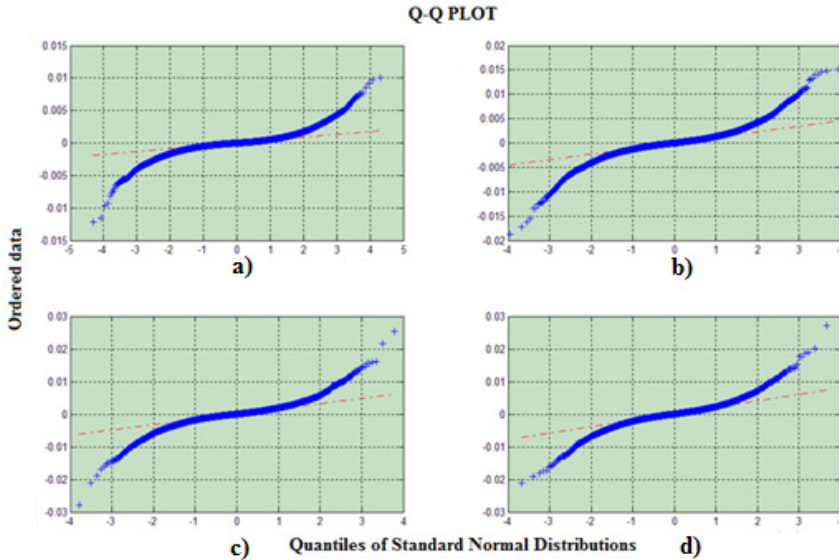 Q-Q PLOT
Ordered data
0.015
0.01
0.005
0
-0.005
-0.01
0.015
-5 -4 -3 -2 -1 0 1 2 3 4 5
a)
0.02
0.015
0.01
0.005
0
-0.005
-0.01
-0.015
-0.02
-4 -3 -2 -1 0 1 2 3 4
b)
0.03
0.02
0.01
0
-0.01
-0.02
-0.03
-4 -3 -2 -1 0 1 2 3 4
c)
0.03
0.02
0.01
0
-0.01
-0.02
-0.03
-4 -3 -2 -1 0 1 2 3 4
d)
Quantiles of Standard Normal Distributions